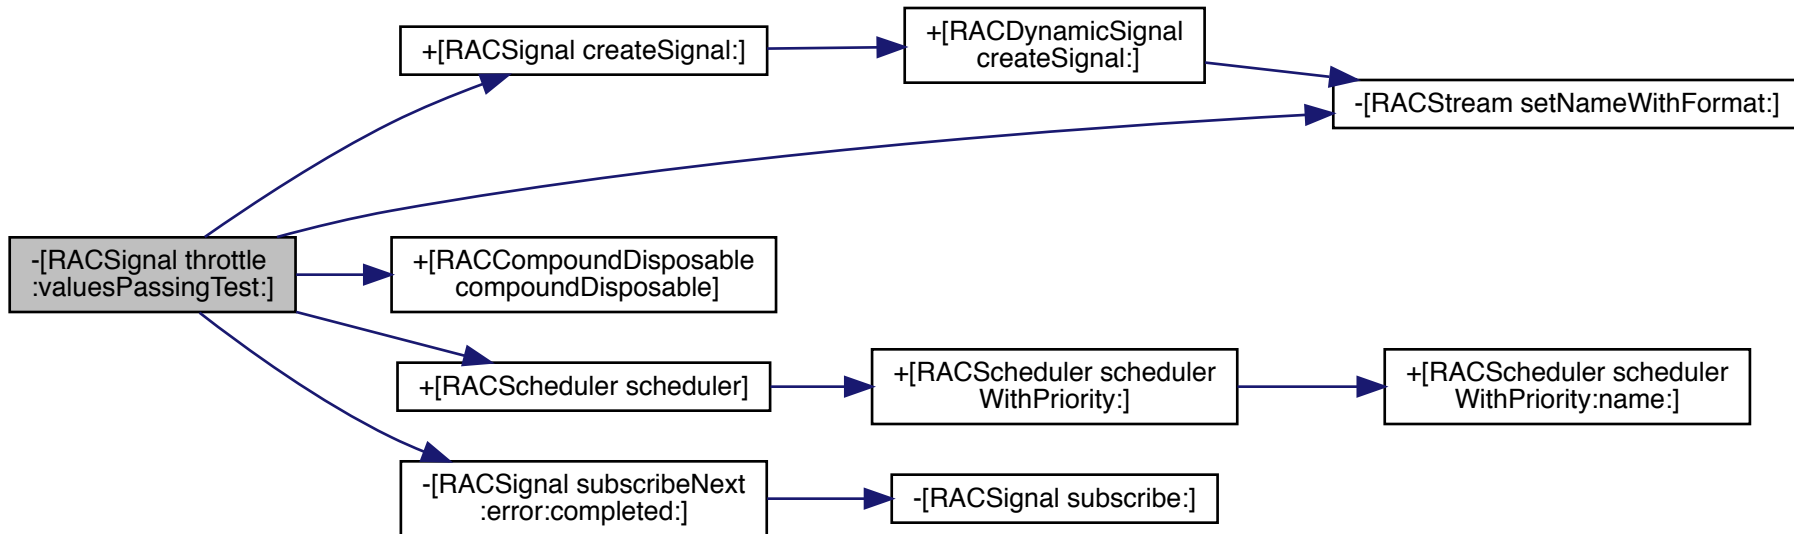 -[RACSignal throttle
:valuesPassingTest:]
+[RACSignal createSignal:]
+[RACDynamicSignal
createSignal:]
-[RACStream setNameWithFormat:]
+[RACCompoundDisposable
compoundDisposable]
+[RACScheduler scheduler]
+[RACScheduler scheduler
WithPriority:]
+[RACScheduler scheduler
WithPriority:name:]
-[RACSignal subscribeNext
:error:completed:]
-[RACSignal subscribe:]